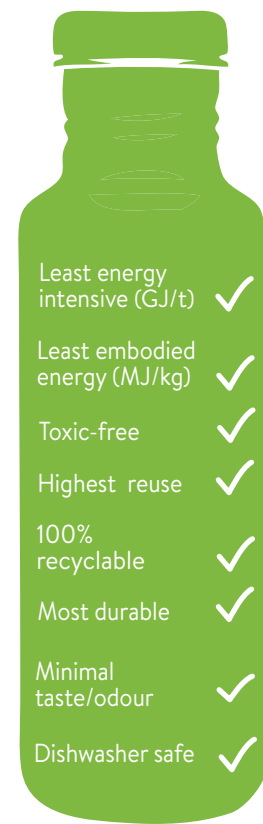 Least energy
intensive (GJ/t)
Least embodied
energy (MJ/kg)
Toxic-free
Highest reuse
100%
recyclable
Most durable
Minimal
taste/odour
Dishwasher safe